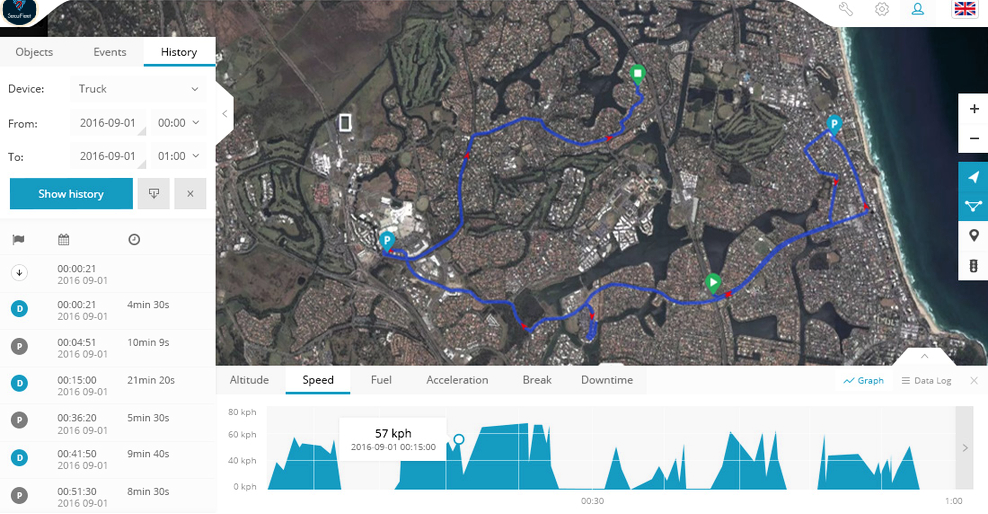 SecuFleet
Objects Events History
Device: Truck
From: 2016-09-01 00:00
To: 2016-09-01 01:00
Show history
00:00:21
2016 09-01
D 00:00:21 4min 30s
2016 09-01
P 00:04:51 10min 9s
2016 09-01
D 00:15:00 21min 20s
2016 09-01
P 00:36:20 5min 30s
2016 09-01
D 00:41:50 9min 40s
2016 09-01
P 00:51:30 8min 30s
2016 09-01
P
P
Altitude Speed Fuel Acceleration Break Downtime Graph Data Log
80 kph
60 kph
40 kph
0 kph
57 kph
2016-09-01 00:15:00
00:30 1:00